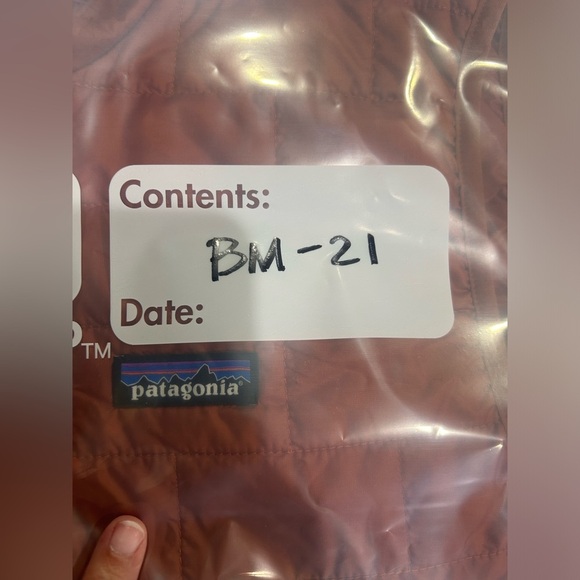 Contents:
BM-21
Date:
TM
patagonia